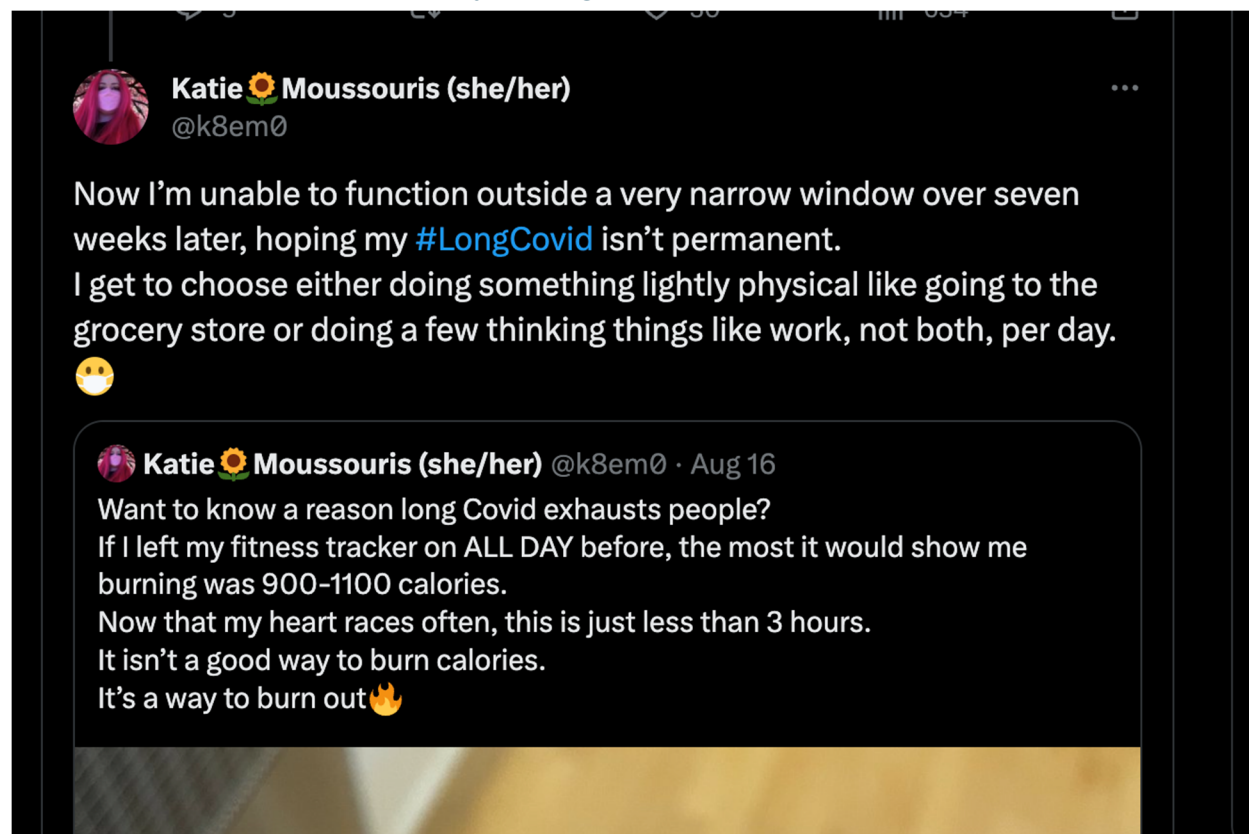 Katie🌻Moussouris (she/her)
@k8em0
Now I’m unable to function outside a very narrow window over seven
weeks later, hoping my #LongCovid isn’t permanent.
I get to choose either doing something lightly physical like going to the
grocery store or doing a few thinking things like work, not both, per day.
😷
Katie🌻Moussouris (she/her) @k8em0 · Aug 16
Want to know a reason long Covid exhausts people?
If I left my fitness tracker on ALL DAY before, the most it would show me
burning was 900-1100 calories.
Now that my heart races often, this is just less than 3 hours.
It isn’t a good way to burn calories.
It’s a way to burn out🔥